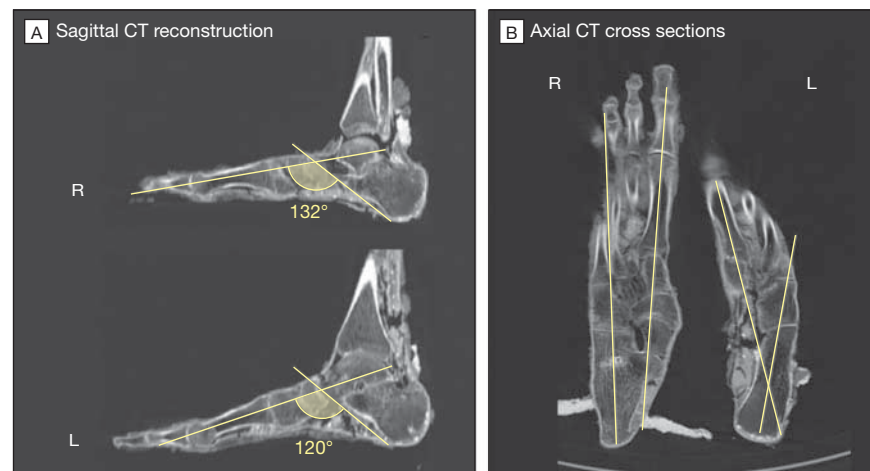 A Sagittal CT reconstruction
R
132°
L
120°
B Axial CT cross sections
R
L